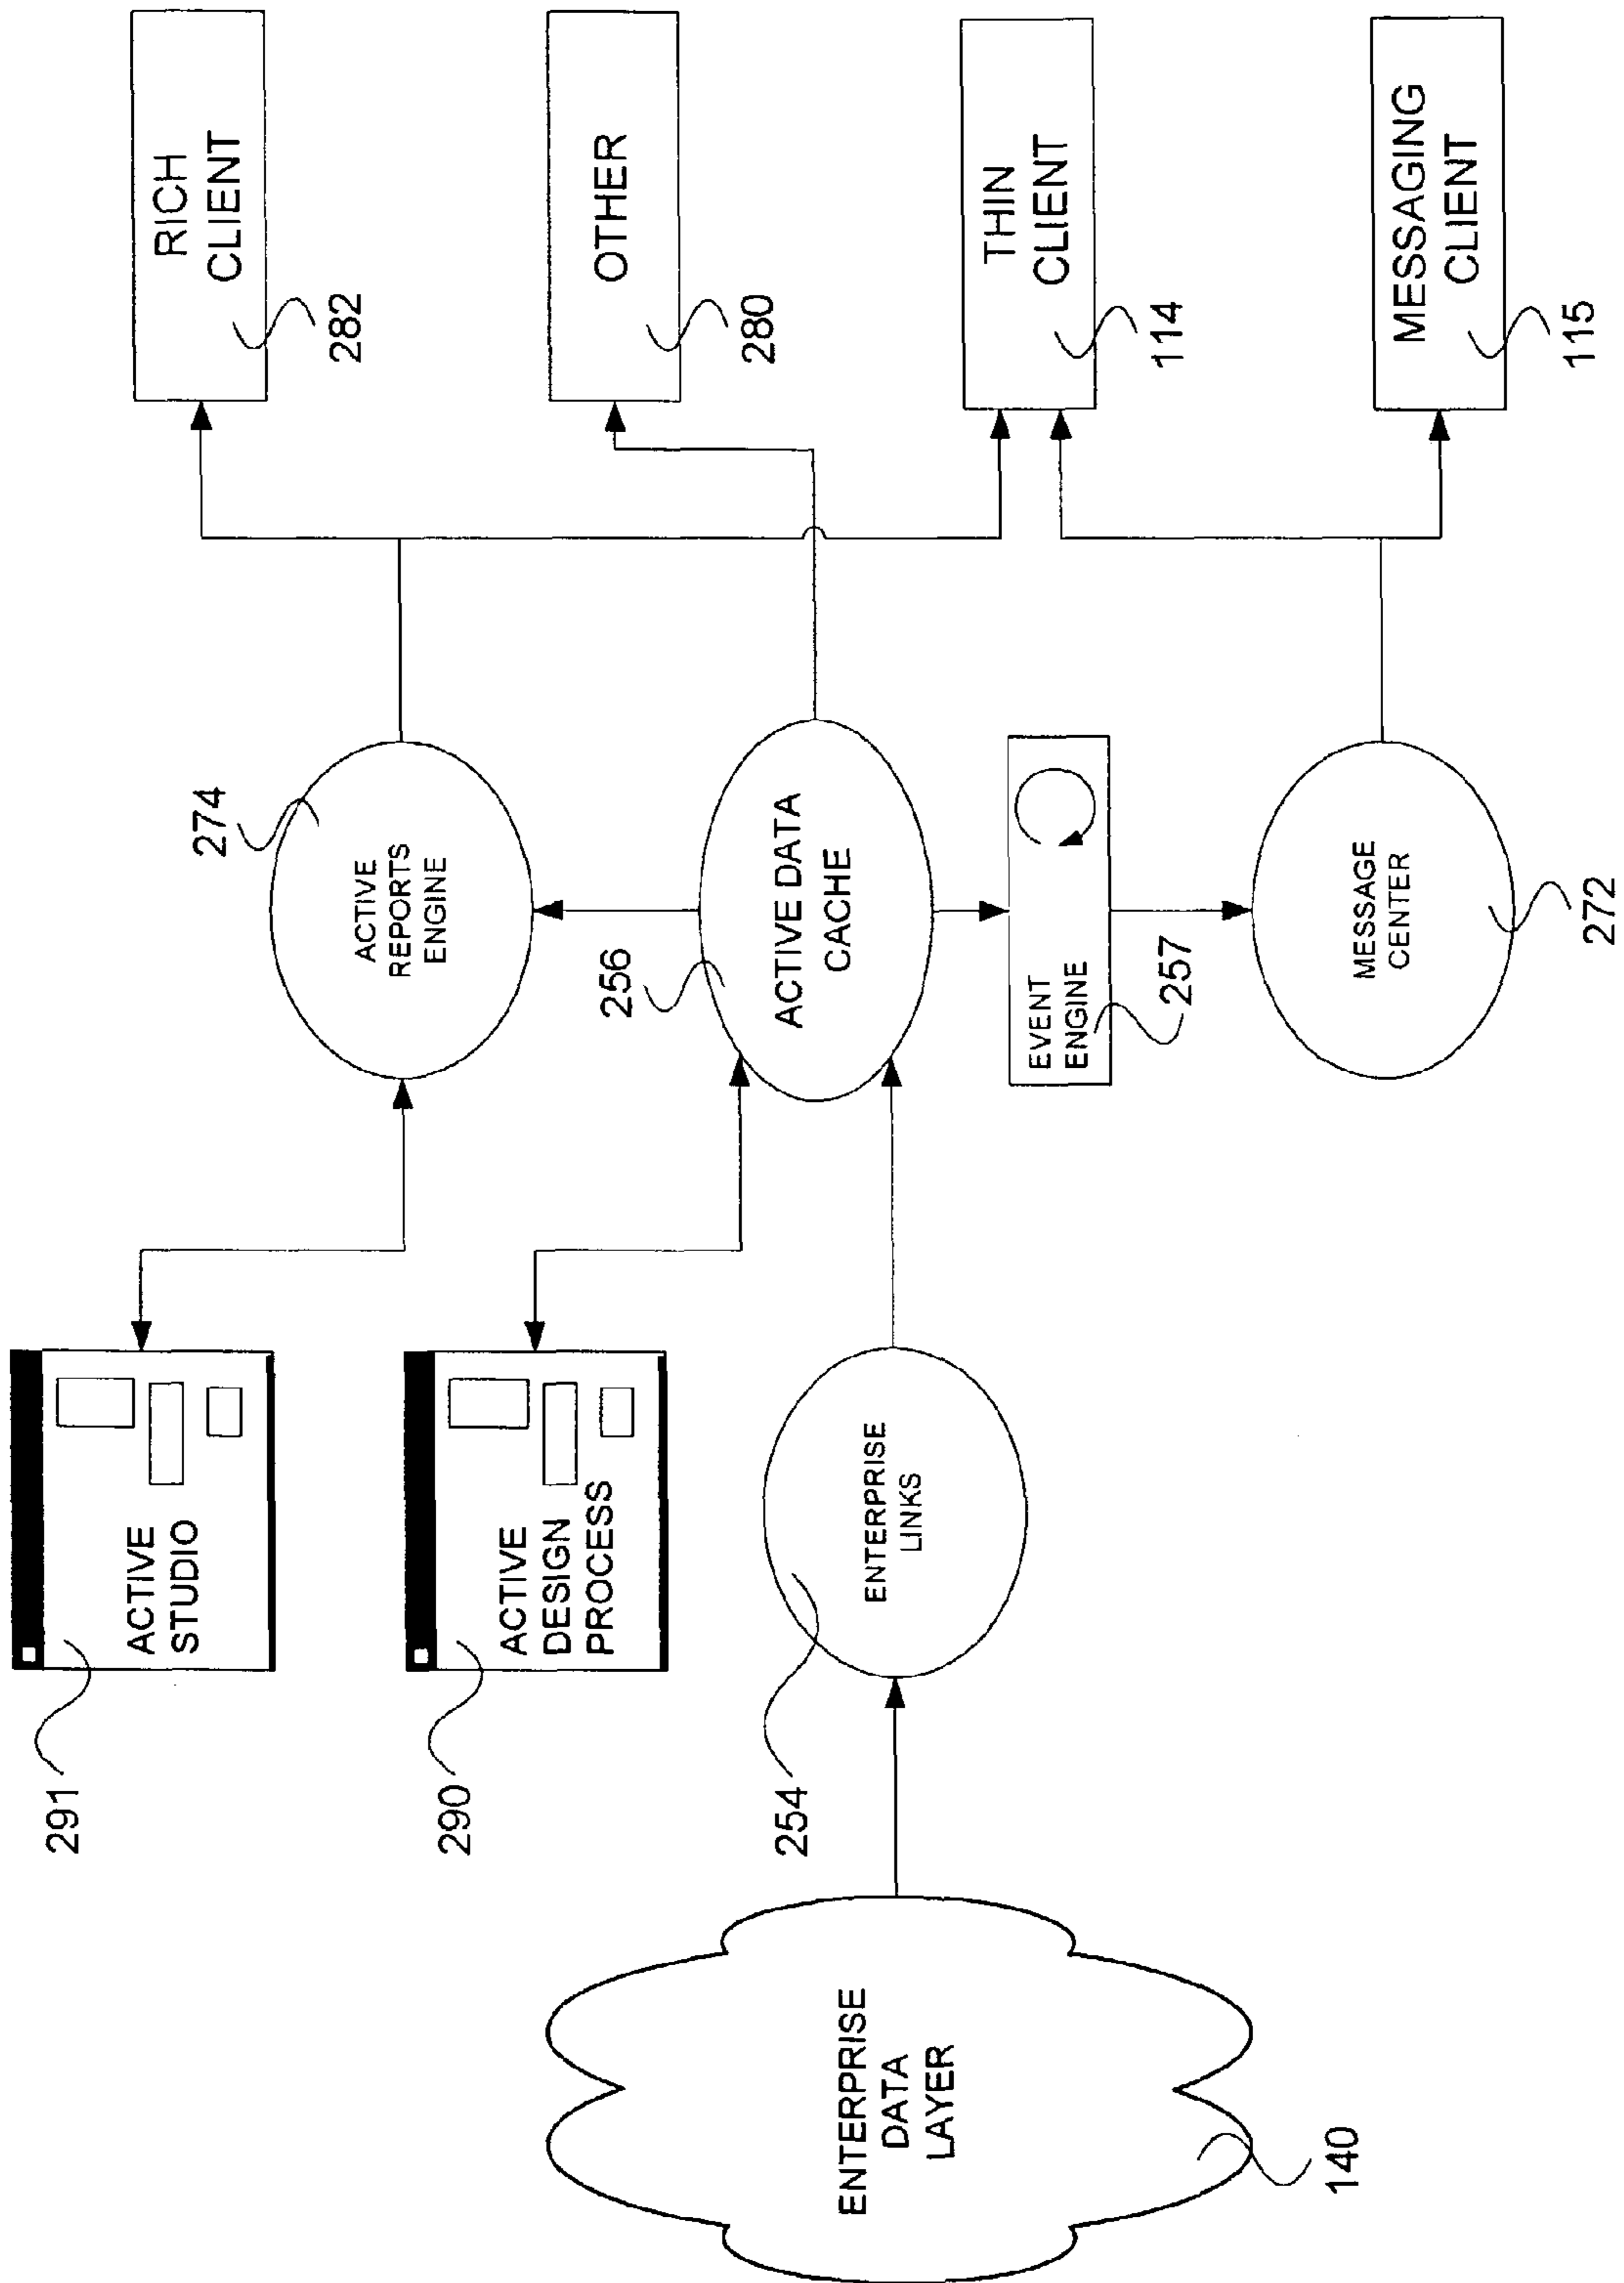 291
ACTIVE
STUDIO
290
ACTIVE
DESIGN
PROCESS
ENTERPRISE
DATA
LAYER
140
254
ENTERPRISE
LINKS
274
ACTIVE
REPORTS
ENGINE
256
ACTIVE DATA
CACHE
EVENT
ENGINE
257
MESSAGE
CENTER
272
RICH
CLIENT
282
OTHER
280
THIN
CLIENT
114
MESSAGING
CLIENT
115